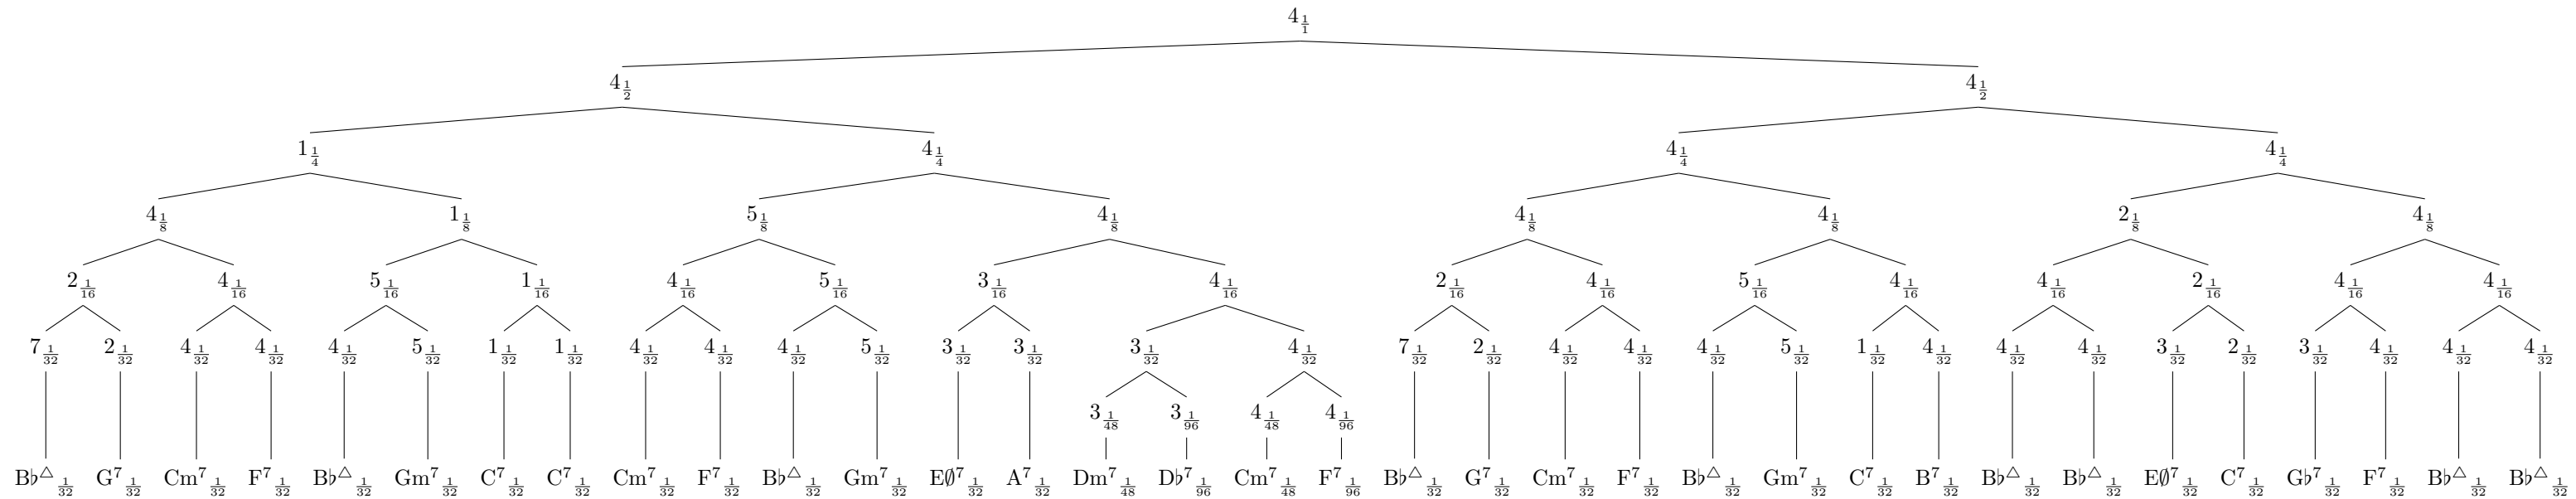 4 1/1
4 1/2 4 1/2
1 1/4 4 1/4 4 1/4 4 1/4
4 1/8 1 1/8 5 1/8 4 1/8 4 1/8 4 1/8 2 1/8 4 1/8
2 1/16 4 1/16 5 1/16 1 1/16 4 1/16 5 1/16 3 1/16 4 1/16 2 1/16 4 1/16 5 1/16 4 1/16 4 1/16 2 1/16 4 1/16 4 1/16
7 1/32 2 1/32 4 1/32 4 1/32 4 1/32 5 1/32 1 1/32 1 1/32 4 1/32 4 1/32 4 1/32 5 1/32 3 1/32 3 1/32 3 1/32 4 1/32 7 1/32 2 1/32 4 1/32 4 1/32 4 1/32 5 1/32 1 1/32 4 1/32 4 1/32 4 1/32 3 1/32 2 1/32 3 1/32 4 1/32 4 1/32 4 1/32
3 1/48 3 1/96 4 1/48 4 1/96
B♭△ 1/32 G⁷ 1/32 Cm⁷ 1/32 F⁷ 1/32 B♭△ 1/32 Gm⁷ 1/32 C⁷ 1/32 C⁷ 1/32 Cm⁷ 1/32 F⁷ 1/32 B♭△ 1/32 Gm⁷ 1/32 E∅⁷ 1/32 A⁷ 1/32 Dm⁷ 1/48 D♭⁷ 1/96 Cm⁷ 1/48 F⁷ 1/96 B♭△ 1/32 G⁷ 1/32 Cm⁷ 1/32 F⁷ 1/32 B♭△ 1/32 Gm⁷ 1/32 C⁷ 1/32 B⁷ 1/32 B♭△ 1/32 B♭△ 1/32 E∅⁷ 1/32 C⁷ 1/32 G♭⁷ 1/32 F⁷ 1/32 B♭△ 1/32 B♭△ 1/32